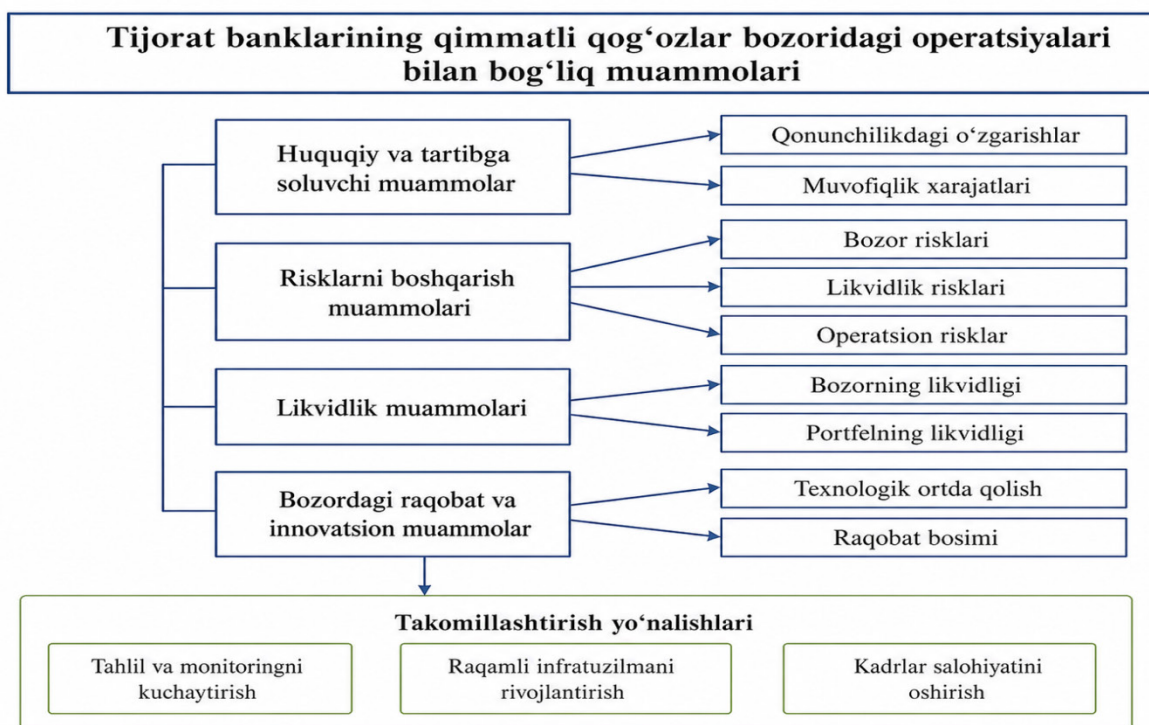 Tijorat banklarining qimmatli qog‘ozlar bozoridagi operatsiyalari
bilan bog‘liq muammolari
Huquqiy va tartibga
soluvchi muammolar
Qonunchilikdagi o‘zgarishlar
Muvofiqlik xarajatlari
Risklarni boshqarish
muammolari
Bozor risklari
Likvidlik risklari
Operatsion risklar
Likvidlik muammolari
Bozorning likvidligi
Portfelning likvidligi
Bozordagi raqobat va
innovatsion muammolar
Texnologik ortda qolish
Raqobat bosimi
Takomillashtirish yo‘nalishlari
Tahlil va monitoringni
kuchaytirish
Raqamli infratuzilmani
rivojlantirish
Kadrlar salohiyatini
oshirish